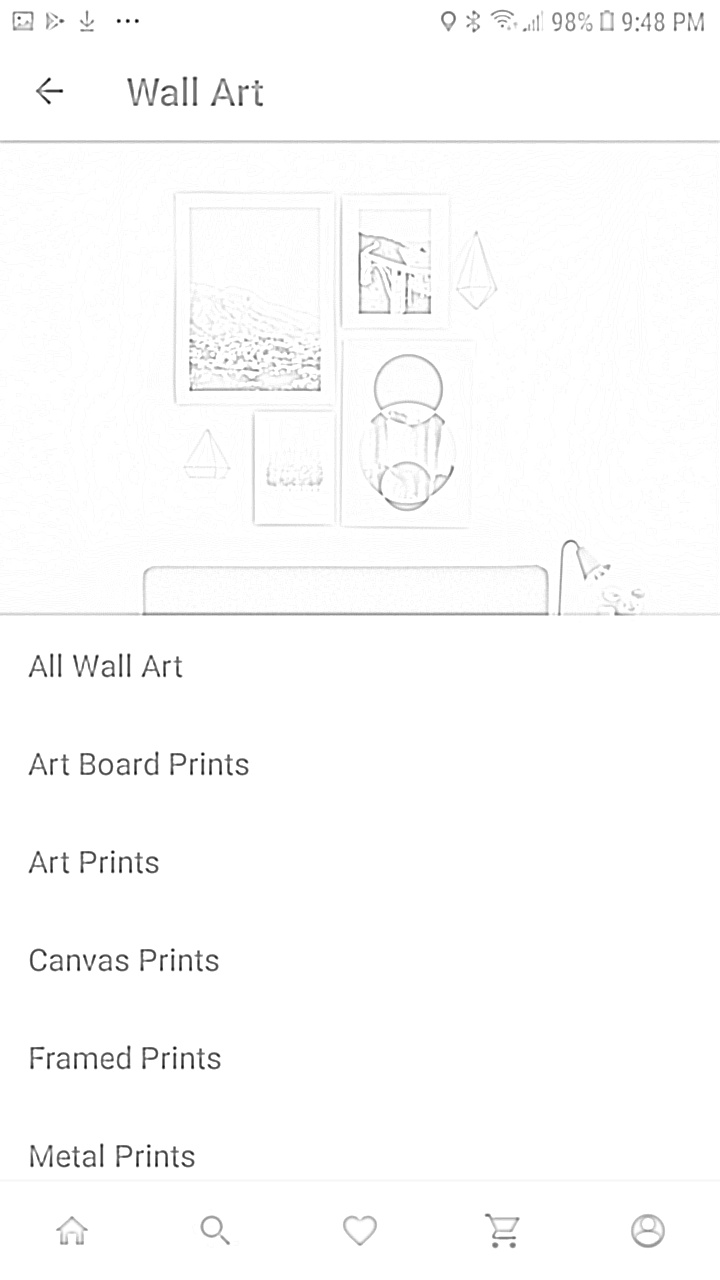 98% 9:48 PM
Wall Art
All Wall Art
Art Board Prints
Art Prints
Canvas Prints
Framed Prints
Metal Prints